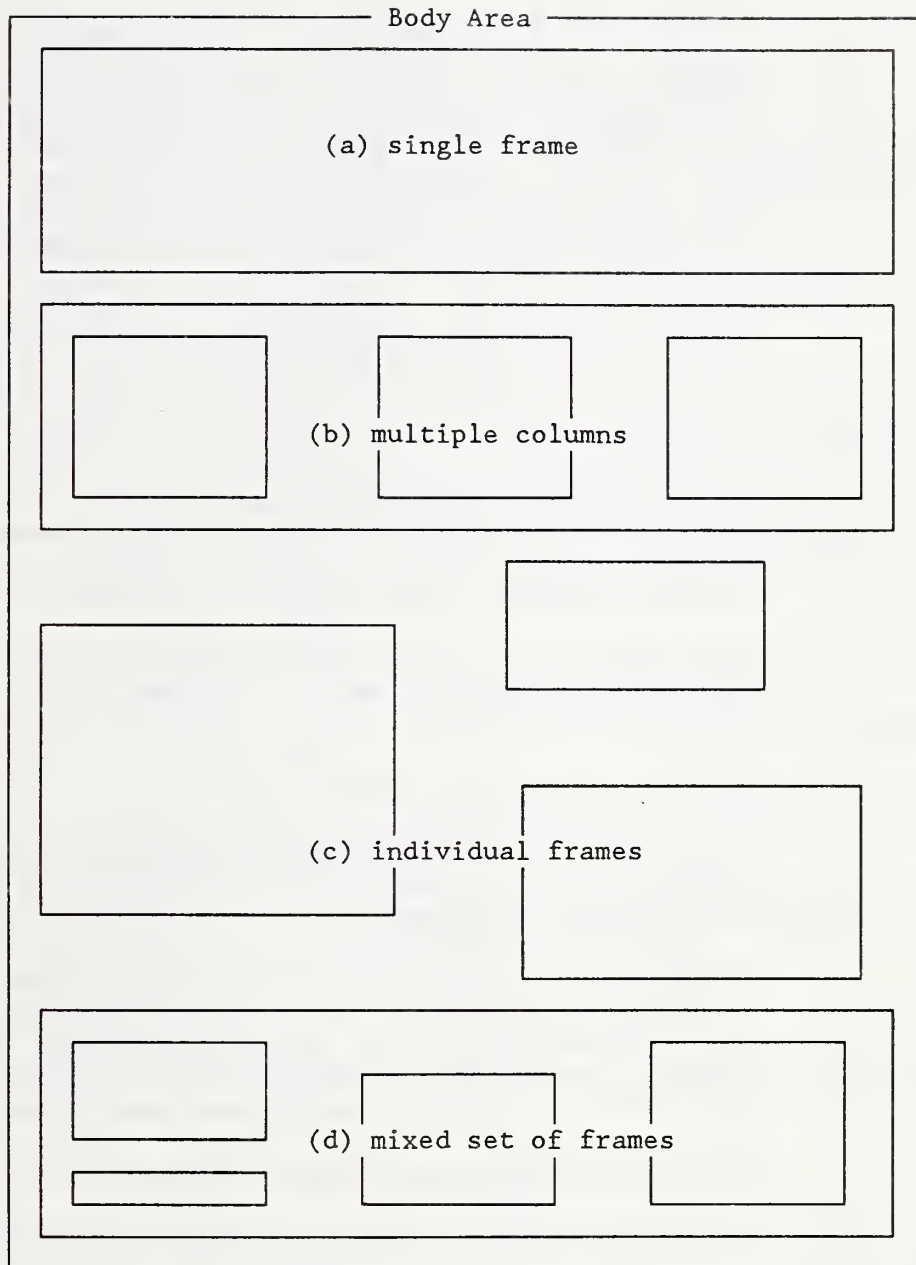 Body Area
(a) single frame
(b) multiple columns
(c) individual frames
(d) mixed set of frames